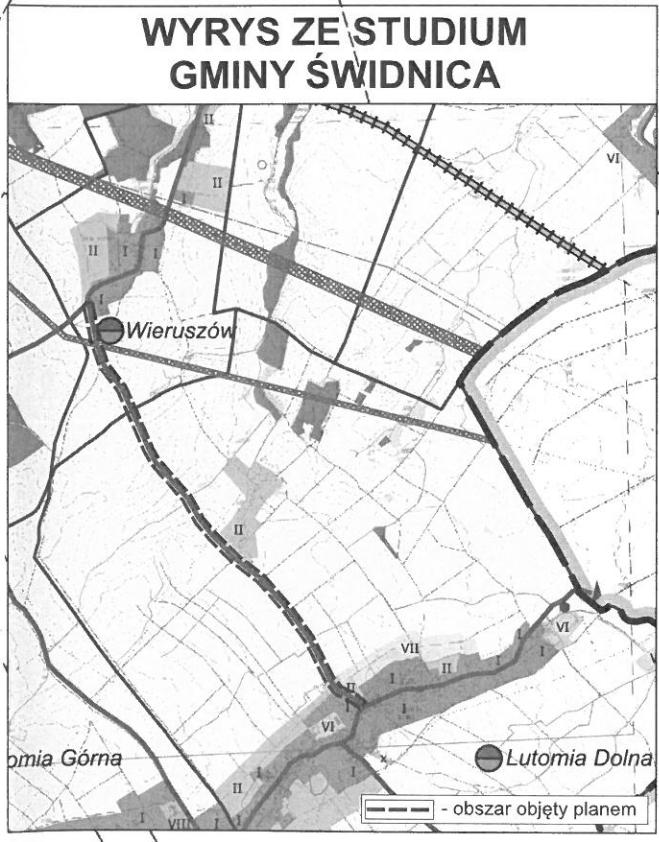 WYRYS ZE STUDIUM
GMINY ŚWIDNICA
II
VI
II
I
II
I
I
I
Wieruszów
II
VI
VII
II
I
I
I
I
II
I
I
VI
omia Górna
Lutomia Dolna
I
II
I
I
VIII
I
I
- obszar objęty planem